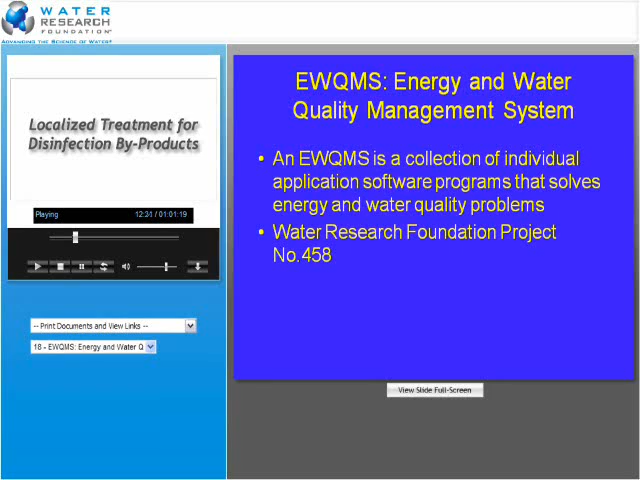 WATER
RESEARCH
FOUNDATION
ADVANCING THE SCIENCE OF WATER®
Localized Treatment for
Disinfection By-Products
Playing 12:24 / 01:01:19
-- Print Documents and View Links --
18 - EWQMS: Energy and Water Q
EWQMS: Energy and Water
Quality Management System
• An EWQMS is a collection of individual
application software programs that solves
energy and water quality problems
• Water Research Foundation Project
No.458
View Slide Full-Screen